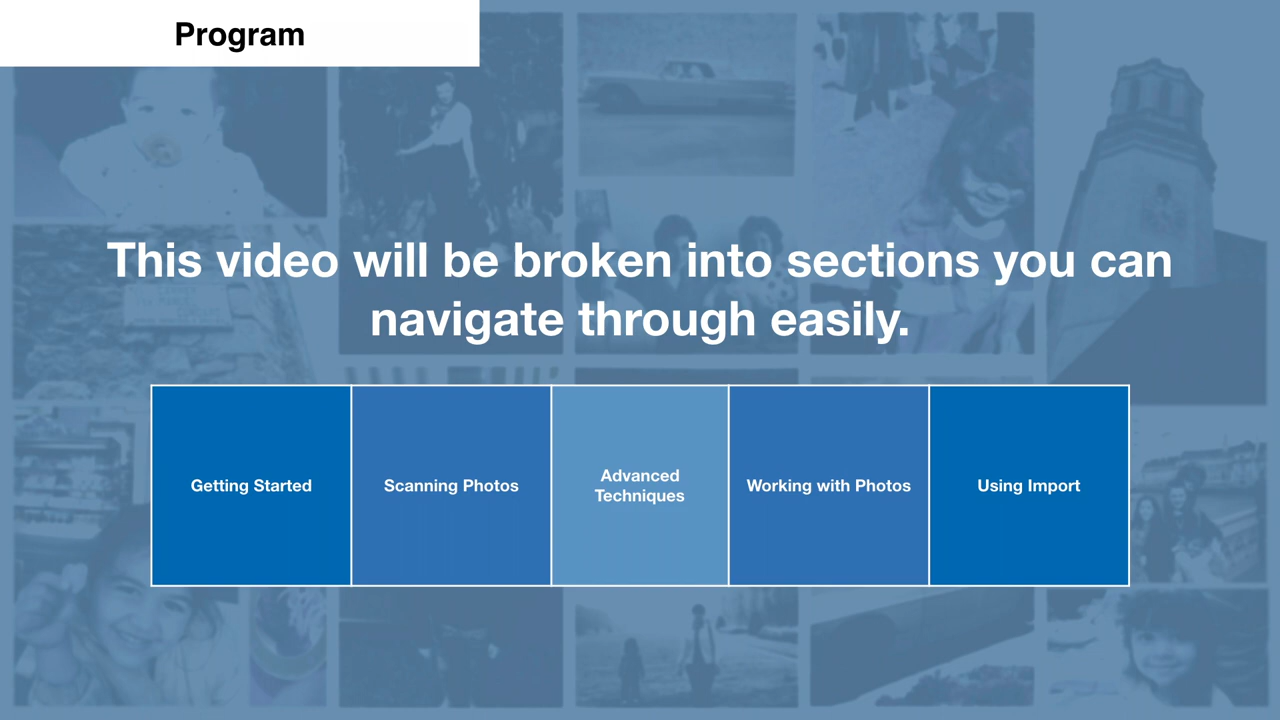 Program
This video will be broken into sections you can
navigate through easily.
Getting Started
Scanning Photos
Advanced
Techniques
Working with Photos
Using Import